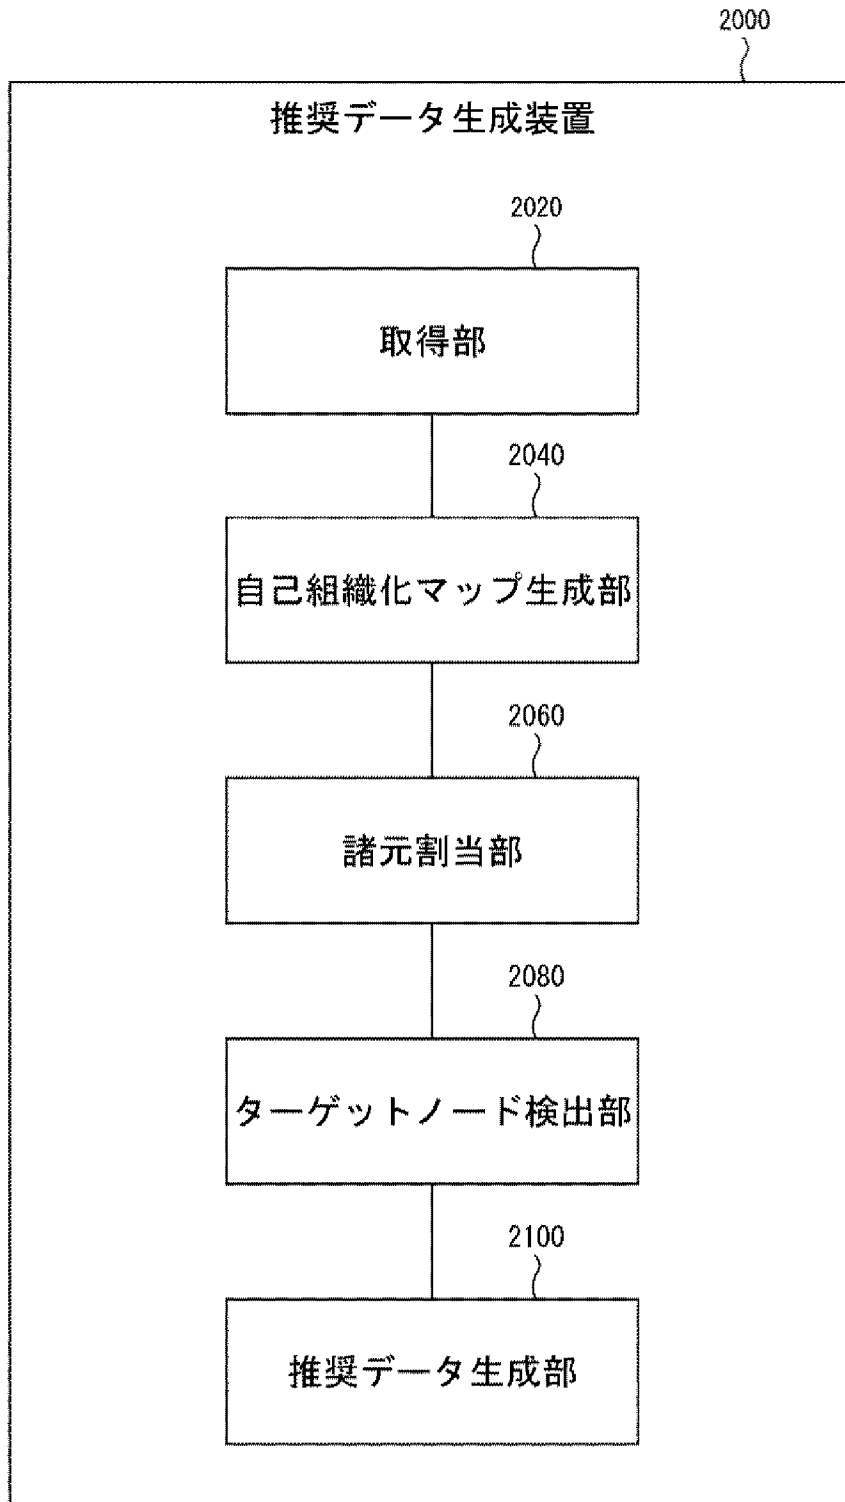 2000
推奨データ生成装置
2020
取得部
2040
自己組織化マップ生成部
2060
諸元割当部
2080
ターゲットノード検出部
2100
推奨データ生成部